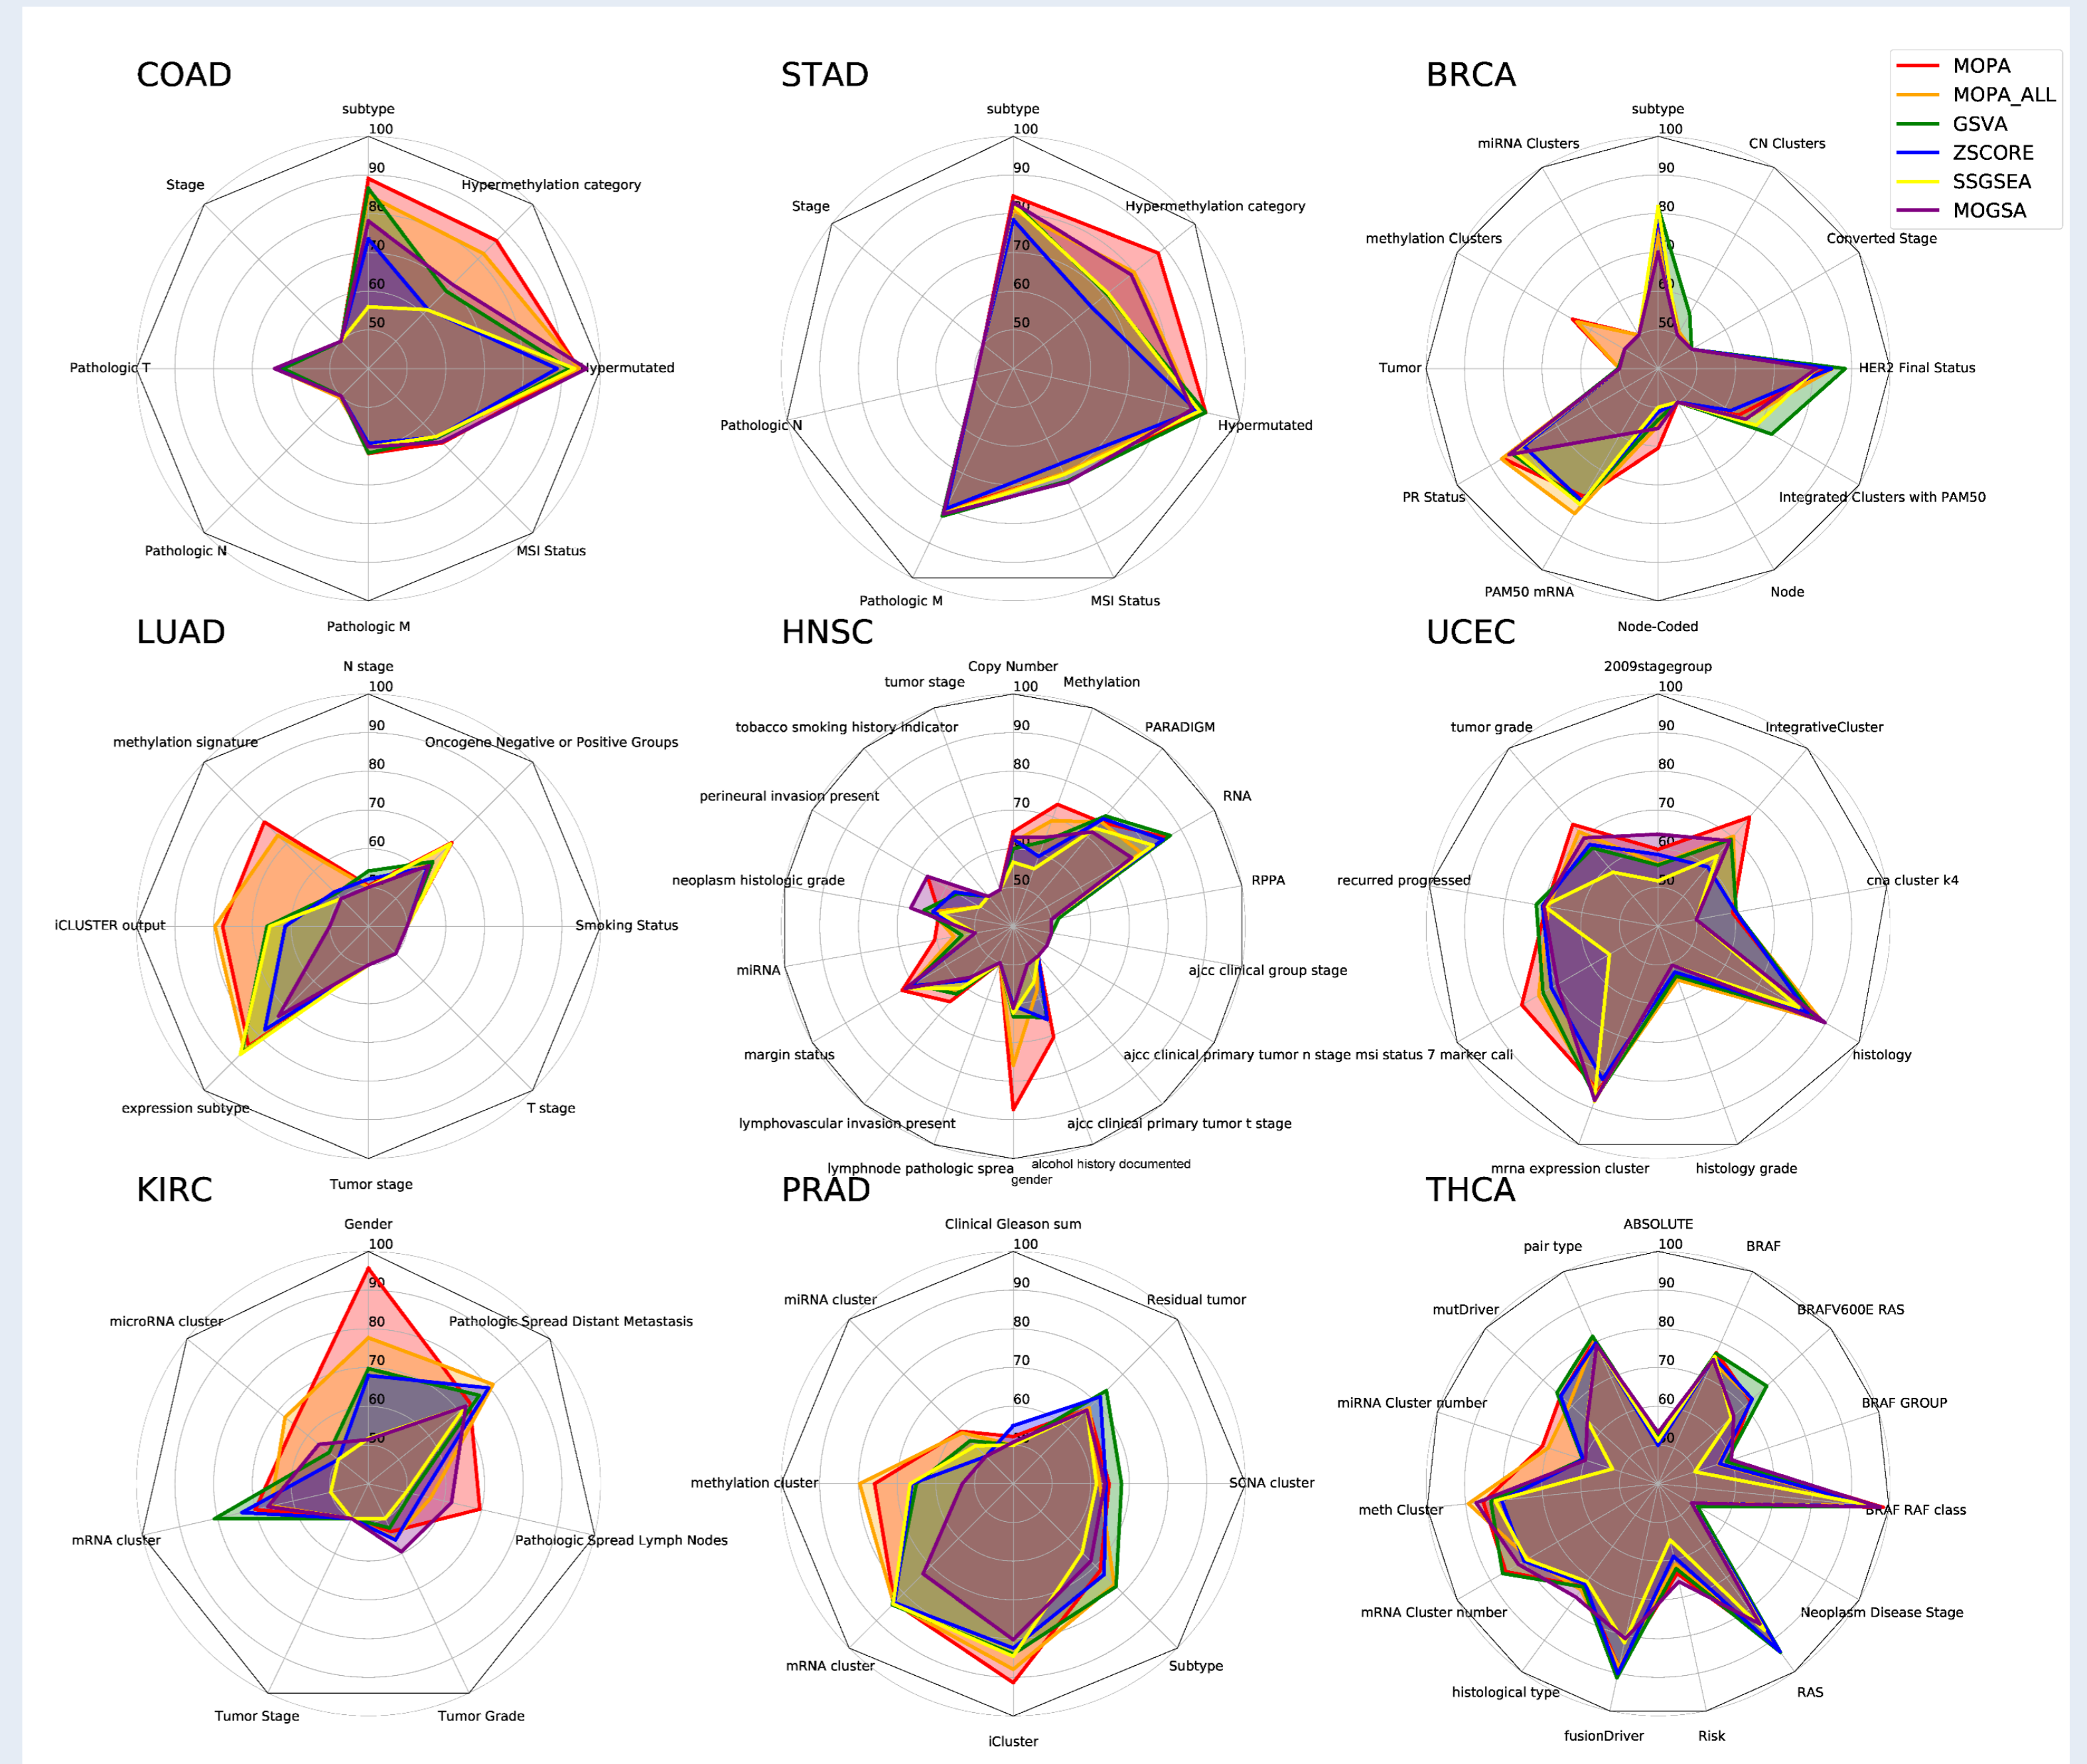 COAD
subtype
100
90
80
70
60
50
Hypermethylation category
Hypermutated
MSI Status
Pathologic M
Pathologic N
Pathologic T
Stage
STAD
subtype
100
90
80
70
60
50
Hypermethylation category
Hypermutated
MSI Status
Pathologic M
Pathologic N
Stage
BRCA
subtype
100
90
80
70
60
50
CN Clusters
Converted Stage
HER2 Final Status
Integrated Clusters with PAM50
Node
Node-Coded
PAM50 mRNA
PR Status
Tumor
methylation Clusters
miRNA Clusters
MOPA
MOPA_ALL
GSVA
ZSCORE
SSGSEA
MOGSA
LUAD
N stage
100
90
80
70
60
50
Oncogene Negative or Positive Groups
Smoking Status
T stage
Tumor stage
expression subtype
iCLUSTER output
methylation signature
HNSC
Copy Number
100
90
80
70
60
50
Methylation
PARADIGM
RNA
RPPA
ajcc clinical group stage
ajcc clinical primary tumor n stage
ajcc clinical primary tumor t stage
alcohol history documented
gender
lymphnode pathologic sprea
lymphovascular invasion present
margin status
miRNA
neoplasm histologic grade
perineural invasion present
tobacco smoking history indicator
tumor stage
UCEC
2009stagegroup
100
90
80
70
60
50
IntegrativeCluster
cna cluster k4
histology
histology grade
mrna expression cluster
msi status 7 marker call
recurred progressed
tumor grade
KIRC
Gender
100
90
80
70
60
50
Pathologic Spread Distant Metastasis
Pathologic Spread Lymph Nodes
Tumor Grade
Tumor Stage
mRNA cluster
microRNA cluster
PRAD
Clinical Gleason sum
100
90
80
70
60
50
Residual tumor
SCNA cluster
Subtype
iCluster
mRNA cluster
methylation cluster
miRNA cluster
THCA
ABSOLUTE
100
90
80
70
60
50
BRAF
BRAFV600E RAS
BRAF GROUP
BRAF RAF class
Neoplasm Disease Stage
RAS
Risk
fusionDriver
histological type
mRNA Cluster number
meth Cluster
miRNA Cluster number
mutDriver
pair type